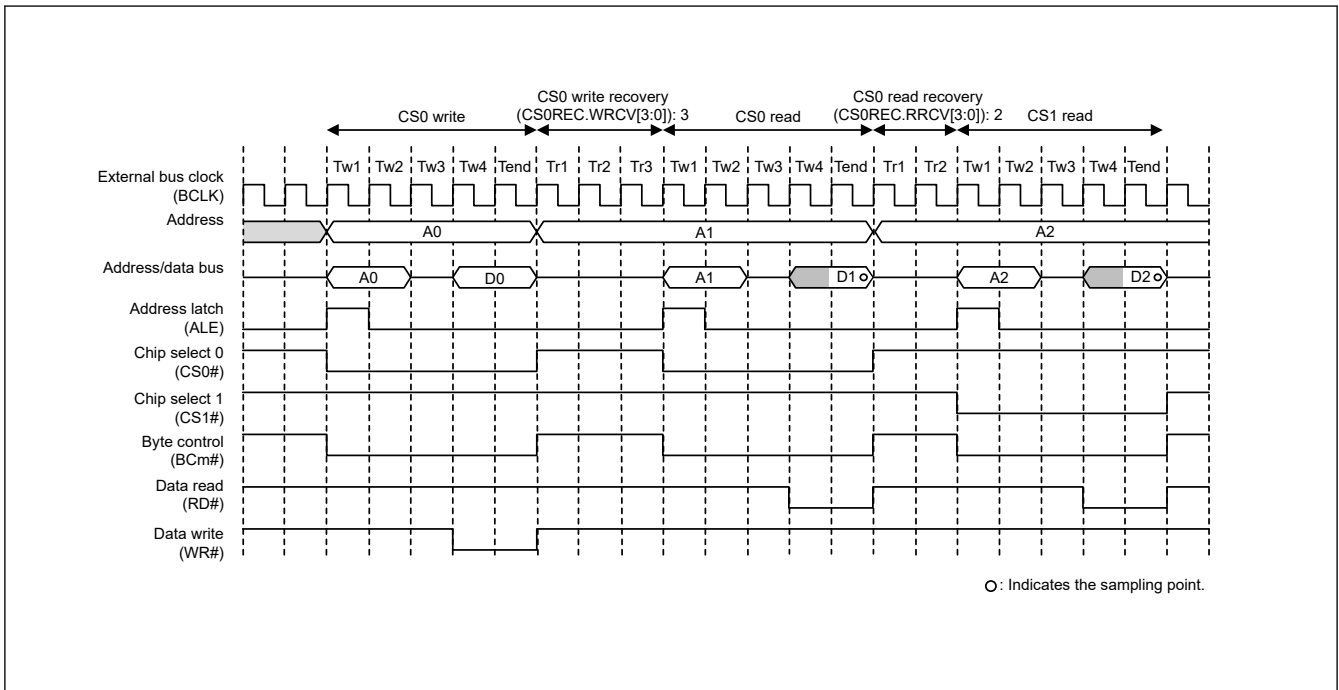 CS0 write
CS0 write recovery
(CS0REC.WRCV[3:0]): 3
CS0 read
CS0 read recovery
(CS0REC.RRCV[3:0]): 2
CS1 read
Tw1 Tw2 Tw3 Tw4 Tend Tr1 Tr2 Tr3 Tw1 Tw2 Tw3 Tw4 Tend Tr1 Tr2 Tw1 Tw2 Tw3 Tw4 Tend
External bus clock
(BCLK)
Address
A0 A1 A2
Address/data bus
A0 D0 A1 D1 A2 D2
Address latch
(ALE)
Chip select 0
(CS0#)
Chip select 1
(CS1#)
Byte control
(BCm#)
Data read
(RD#)
Data write
(WR#)
: Indicates the sampling point.